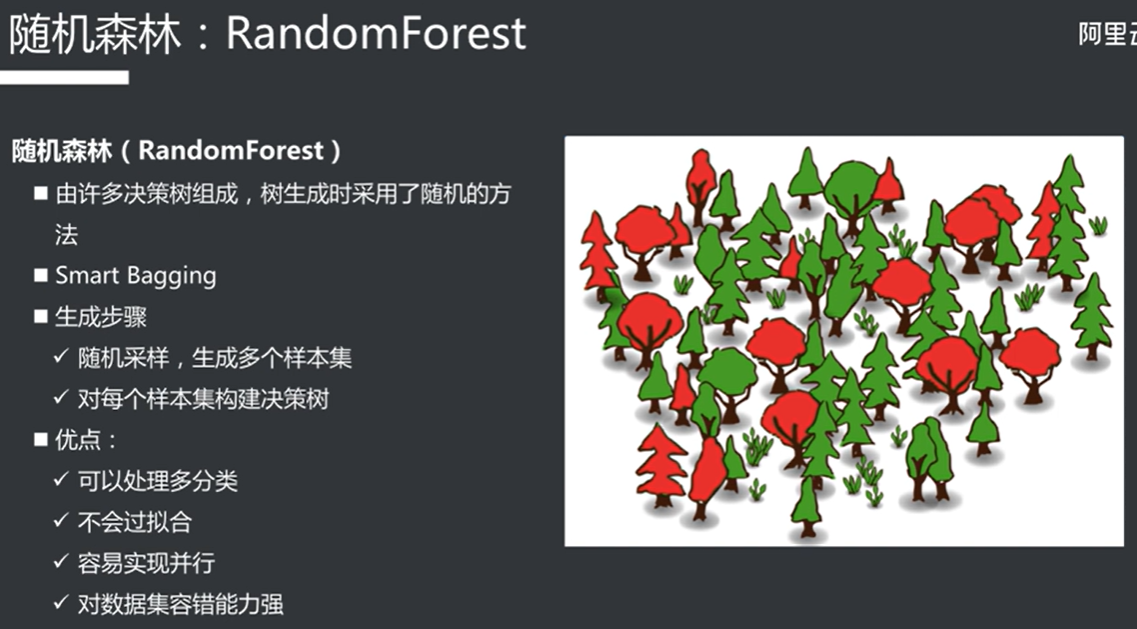 随机森林：RandomForest
阿里云
随机森林（RandomForest）
■ 由许多决策树组成，树生成时采用了随机的方
法
■ Smart Bagging
■ 生成步骤
✓ 随机采样，生成多个样本集
✓ 对每个样本集构建决策树
■ 优点：
✓ 可以处理多分类
✓ 不会过拟合
✓ 容易实现并行
✓ 对数据集容错能力强